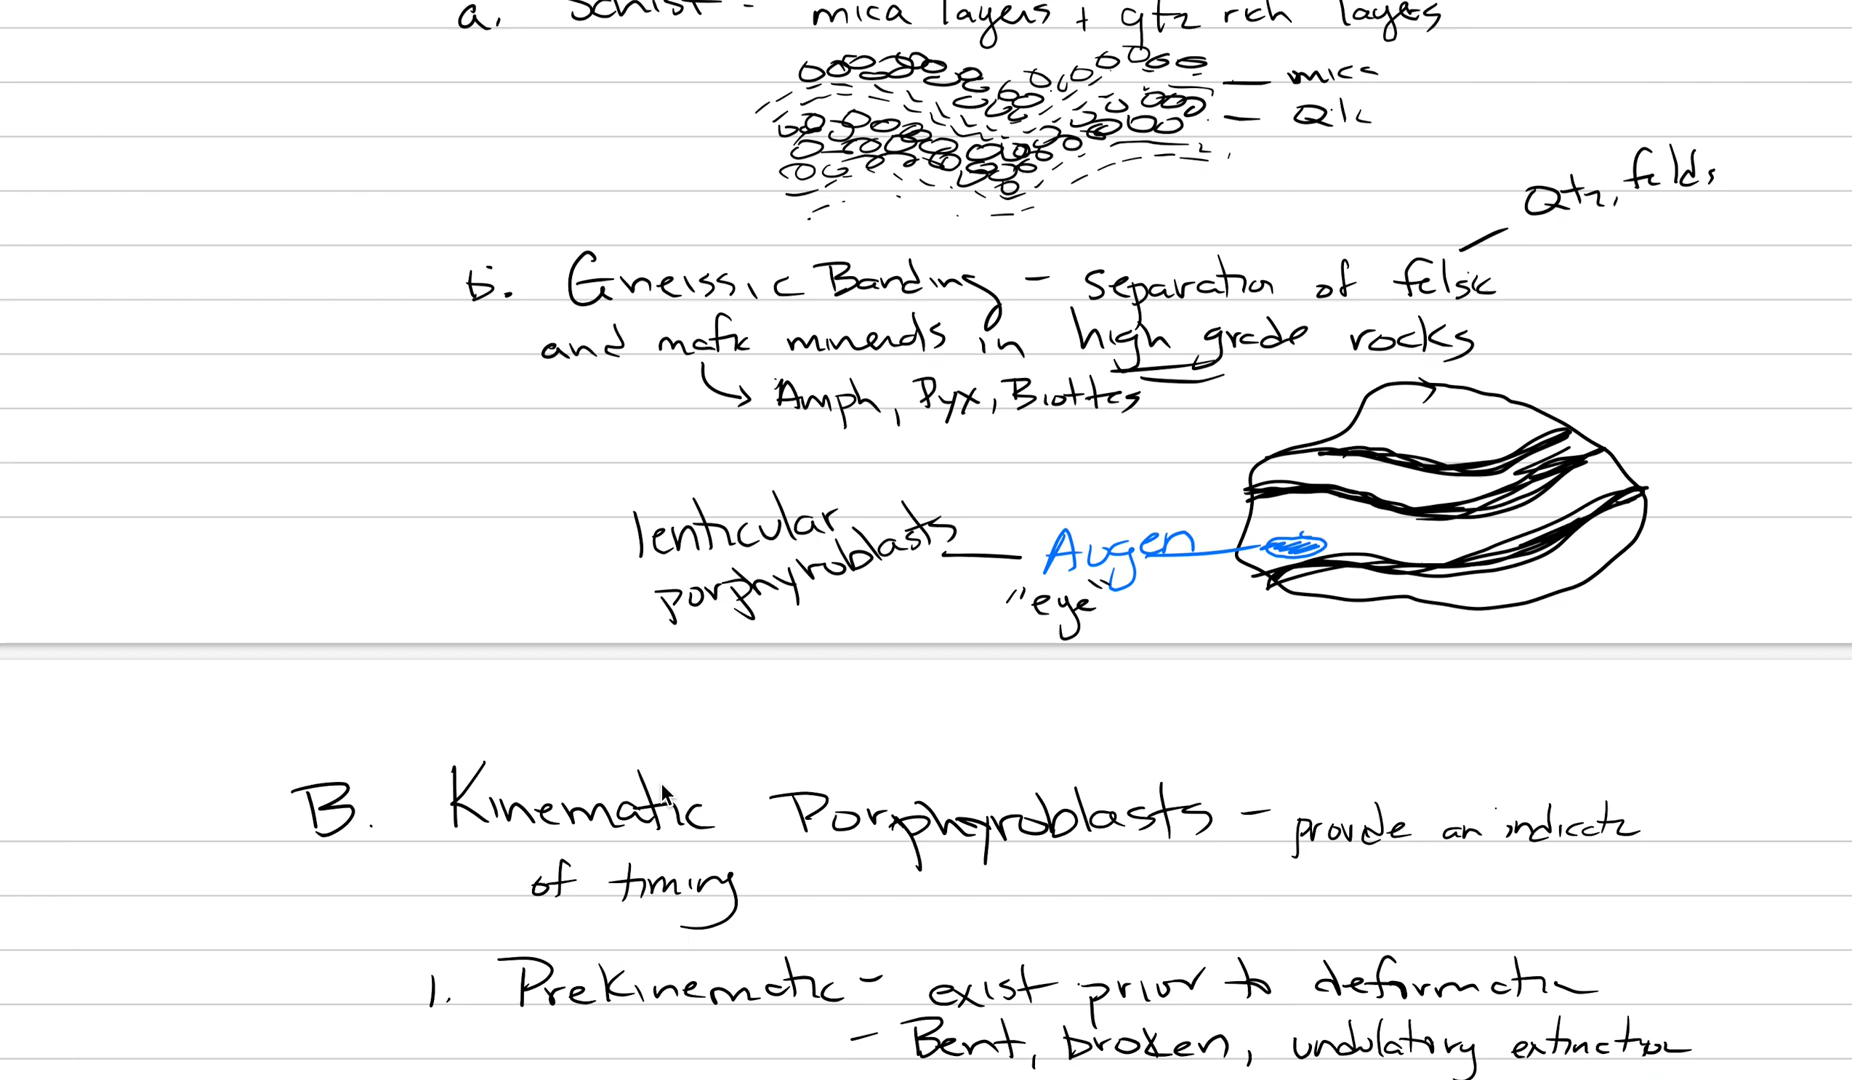 a. Schist - mica layers + qtz rich layers
mica
Qtz
Qtz, felds
b. Gneissic Banding - separation of felsic
and mafic minerals in high grade rocks
Amph, Pyx, Biotites
lenticular
porphyroblasts
Augen
"eye"
B. Kinematic Porphyroblasts - provide an indicator
of timing
1. PreKinematic - exist prior to deformation
- Bent, broken, undulatory extinction